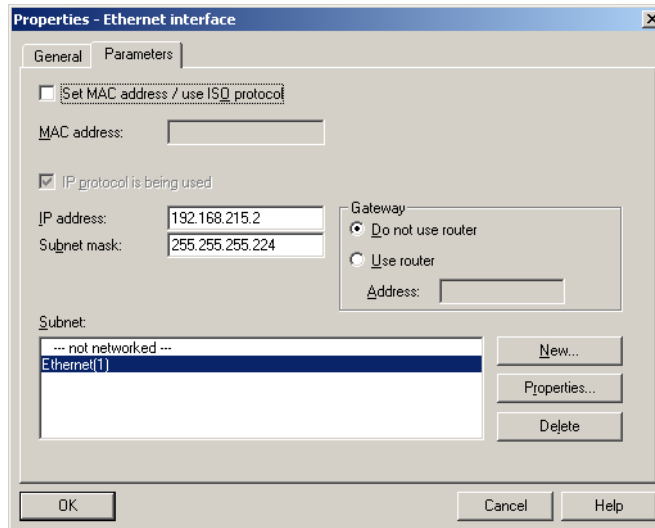 Properties - Ethernet interface
General
Parameters
Set MAC address / use ISO protocol
MAC address:
IP protocol is being used
IP address:
192.168.215.2
Subnet mask:
255.255.255.224
Gateway
Do not use router
Use router
Address:
Subnet:
--- not networked ---
Ethernet(1)
New...
Properties...
Delete
OK
Cancel
Help